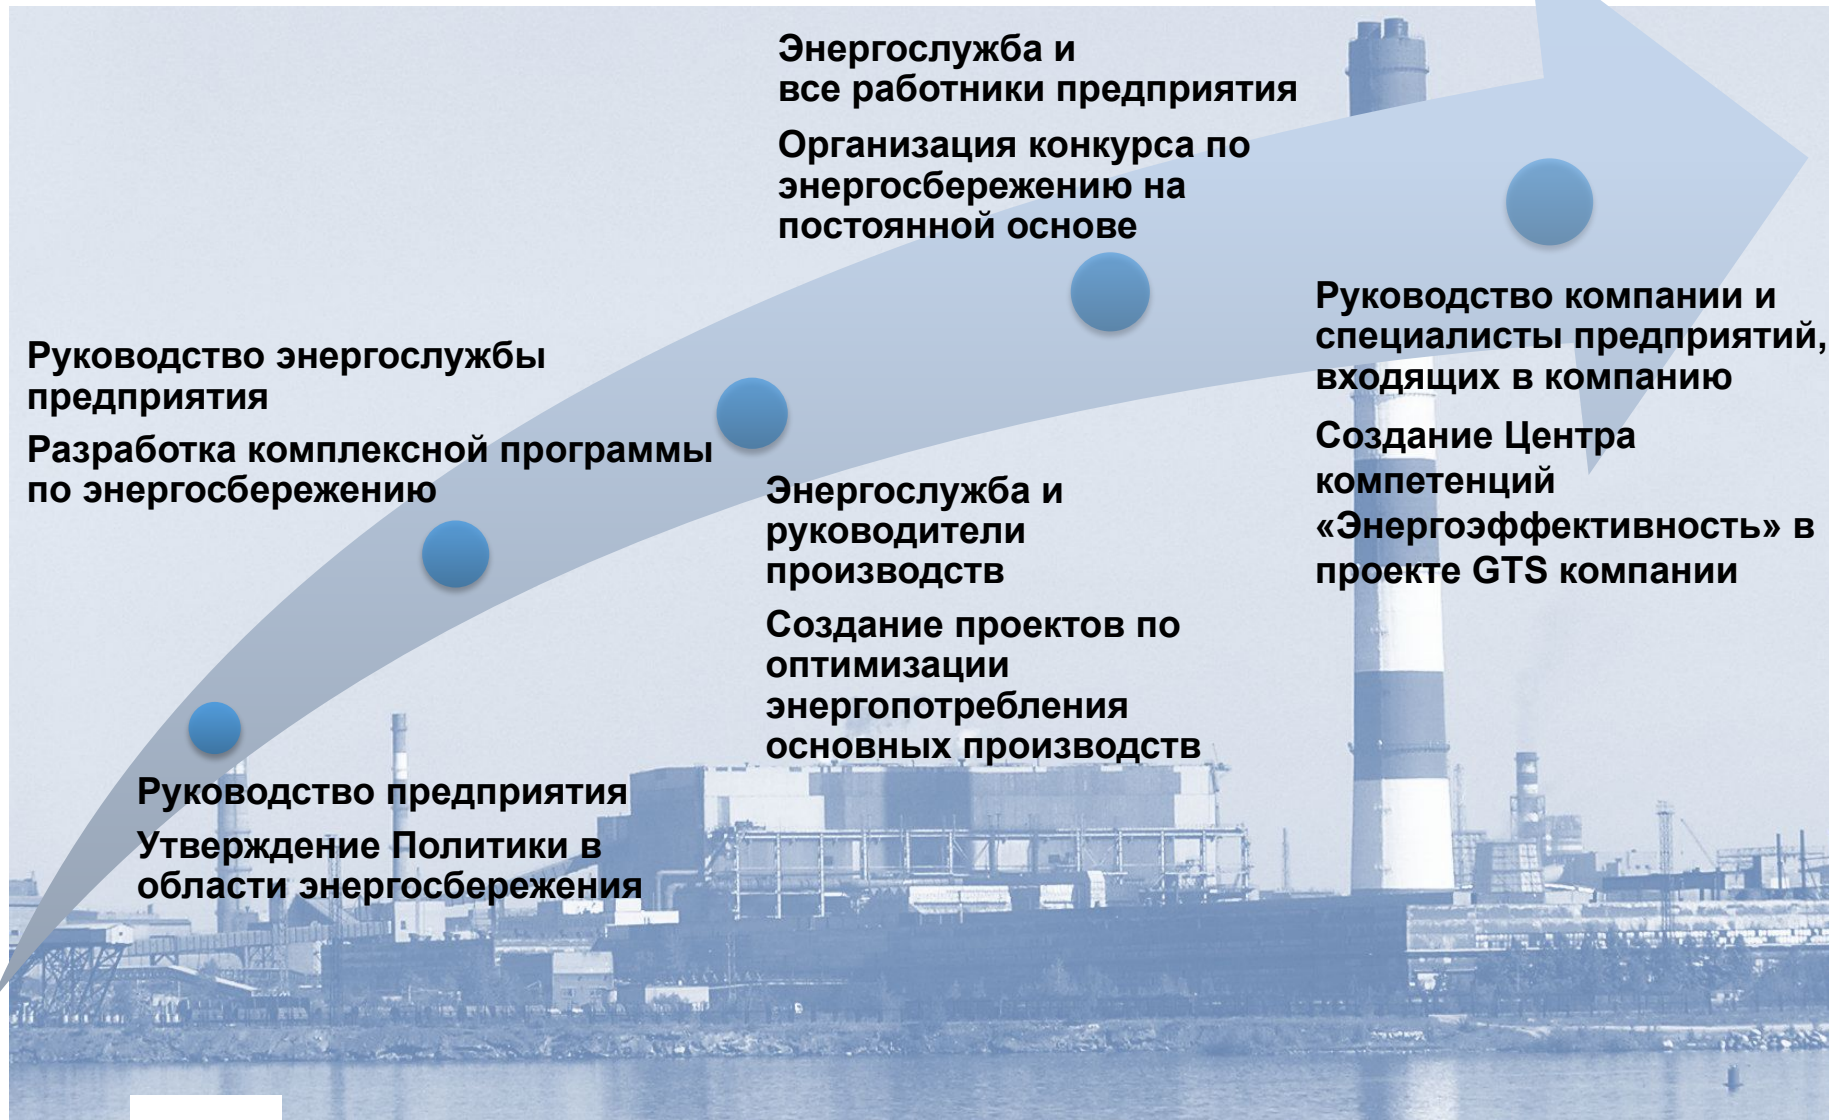 Энергослужба и
все работники предприятия
Организация конкурса по
энергосбережению на
постоянной основе
Руководство компании и
специалисты предприятий,
входящих в компанию
Создание Центра
компетенций
«Энергоэффективность» в
проекте GTS компании
Руководство энергослужбы
предприятия
Разработка комплексной программы
по энергосбережению
Энергослужба и
руководители
производств
Создание проектов по
оптимизации
энергопотребления
основных производств
Руководство предприятия
Утверждение Политики в
области энергосбережения